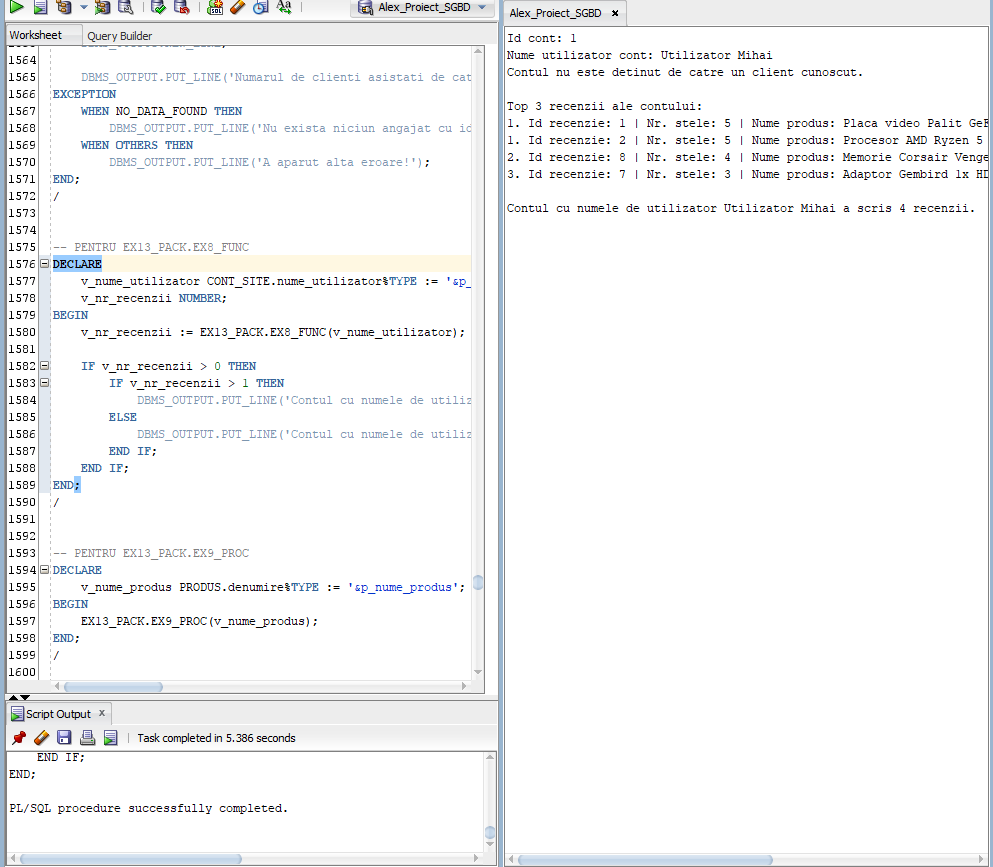 Alex_Proiect_SGBD
Worksheet
Query Builder
1564
1565 DBMS_OUTPUT.PUT_LINE('Numarul de clienti asistati de cat
1566 EXCEPTION
1567 WHEN NO_DATA_FOUND THEN
1568 DBMS_OUTPUT.PUT_LINE('Nu exista niciun angajat cu id
1569 WHEN OTHERS THEN
1570 DBMS_OUTPUT.PUT_LINE('A aparut alta eroare!');
1571 END;
1572 /
1573
1574
1575 -- PENTRU EX13_PACK.EX8_FUNC
1576 DECLARE
1577 v_nume_utilizator CONT_SITE.nume_utilizator%TYPE := '&p_
1578 v_nr_recenzii NUMBER;
1579 BEGIN
1580 v_nr_recenzii := EX13_PACK.EX8_FUNC(v_nume_utilizator);
1581
1582 IF v_nr_recenzii > 0 THEN
1583 IF v_nr_recenzii > 1 THEN
1584 DBMS_OUTPUT.PUT_LINE('Contul cu numele de utiliz
1585 ELSE
1586 DBMS_OUTPUT.PUT_LINE('Contul cu numele de utiliz
1587 END IF;
1588 END IF;
1589 END;
1590 /
1591
1592
1593 -- PENTRU EX13_PACK.EX9_PROC
1594 DECLARE
1595 v_nume_produs PRODUS.denumire%TYPE := '&p_nume_produs';
1596 BEGIN
1597 EX13_PACK.EX9_PROC(v_nume_produs);
1598 END;
1599 /
1600
Script Output x
Task completed in 5.386 seconds
END IF;
END;
PL/SQL procedure successfully completed.
Alex_Proiect_SGBD x
Id cont: 1
Nume utilizator cont: Utilizator Mihai
Contul nu este detinut de catre un client cunoscut.
Top 3 recenzii ale contului:
1. Id recenzie: 1 | Nr. stele: 5 | Nume produs: Placa video Palit GeF
1. Id recenzie: 2 | Nr. stele: 5 | Nume produs: Procesor AMD Ryzen 5
2. Id recenzie: 8 | Nr. stele: 4 | Nume produs: Memorie Corsair Venge
3. Id recenzie: 7 | Nr. stele: 3 | Nume produs: Adaptor Gembird 1x HD
Contul cu numele de utilizator Utilizator Mihai a scris 4 recenzii.